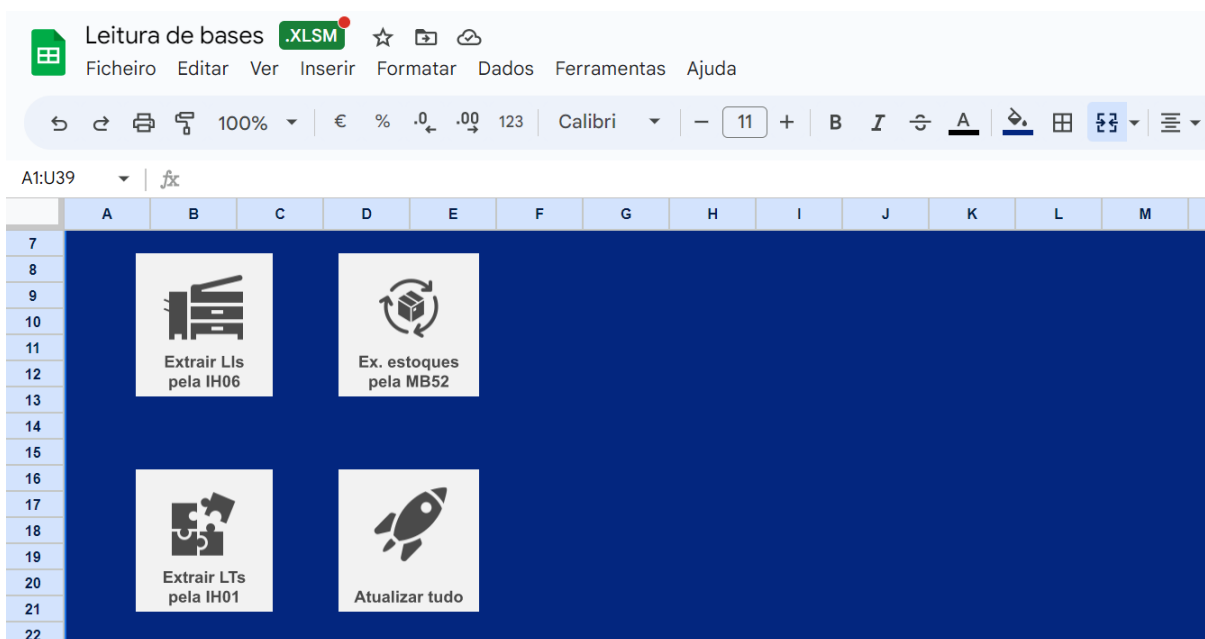 Leitura de bases .XLSM
Ficheiro Editar Ver Inserir Formatar Dados Ferramentas Ajuda
100% € % .0 .00 123 Calibri 11 B I S A
A1:U39 fx
A B C D E F G H I J K L M
7
8
9
10
11
12
13
14
15
16
17
18
19
20
21
22
Extrair LIs
pela IH06
Ex. estoques
pela MB52
Extrair LTs
pela IH01
Atualizar tudo